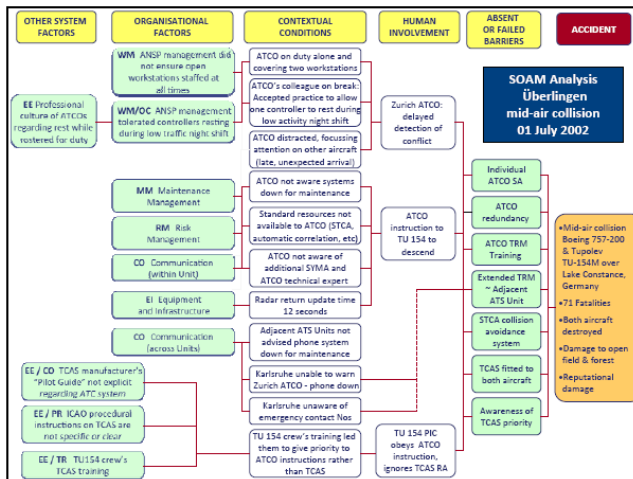 OTHER SYSTEM
FACTORS
ORGANISATIONAL
FACTORS
CONTEXTUAL
CONDITIONS
HUMAN
INVOLVEMENT
ABSENT
OR FAILED
BARRIERS
ACCIDENT
EE Professional
culture of ATCOs
regarding rest while
rostered for duty
WM ANSP management did
not ensure open
workstations staffed at
all times
WM/OC ANSP management
tolerated controllers resting
during low traffic night shift
MM Maintenance
Management
RM Risk
Management
CO Communication
(within Unit)
EI Equipment
and Infrastructure
CO Communication
(across Units)
EE / CO TCAS manufacturer's
"Pilot Guide" not explicit
regarding ATC system
EE / PR ICAO procedural
instructions on TCAS are
not specific or clear
EE / TR TU154 crew's
TCAS training
ATCO on duty alone and
covering two workstations
ATCO's colleague on break:
Accepted practice to allow
one controller to rest during
low activity night shift
ATCO distracted, focussing
attention on other aircraft
(late, unexpected arrival)
ATCO not aware systems
down for maintenance
Standard resources not
available to ATCO (STCA,
automatic correlation, etc)
ATCO not aware of
additional SYMA and
ATCO technical expert
Radar return update time
12 seconds
Adjacent ATS Units not
advised phone system
down for maintenance
Karlsruhe unable to warn
Zurich ATCO - phone down
Karlsruhe unaware of
emergency contact Nos
TU 154 crew's training led
them to give priority to
ATCO instructions rather
than TCAS
Zurich ATCO:
delayed
detection of
conflict
ATCO
instruction to
TU 154 to
descend
TU 154 PIC
obeys ATCO
instruction,
ignores TCAS RA
Individual
ATCO SA
ATCO
redundancy
ATCO TRM
Training
Extended TRM
~ Adjacent
ATS Unit
STCA collision
avoidance
system
TCAS fitted to
both aircraft
Awareness of
TCAS priority
SOAM Analysis
Überlingen
mid-air collision
01 July 2002
• Mid-air collision
Boeing 757-200
& Tupolev
TU-154M over
Lake Constance,
Germany
• 71 Fatalities
• Both aircraft
destroyed
• Damage to open
field & forest
• Reputational
damage